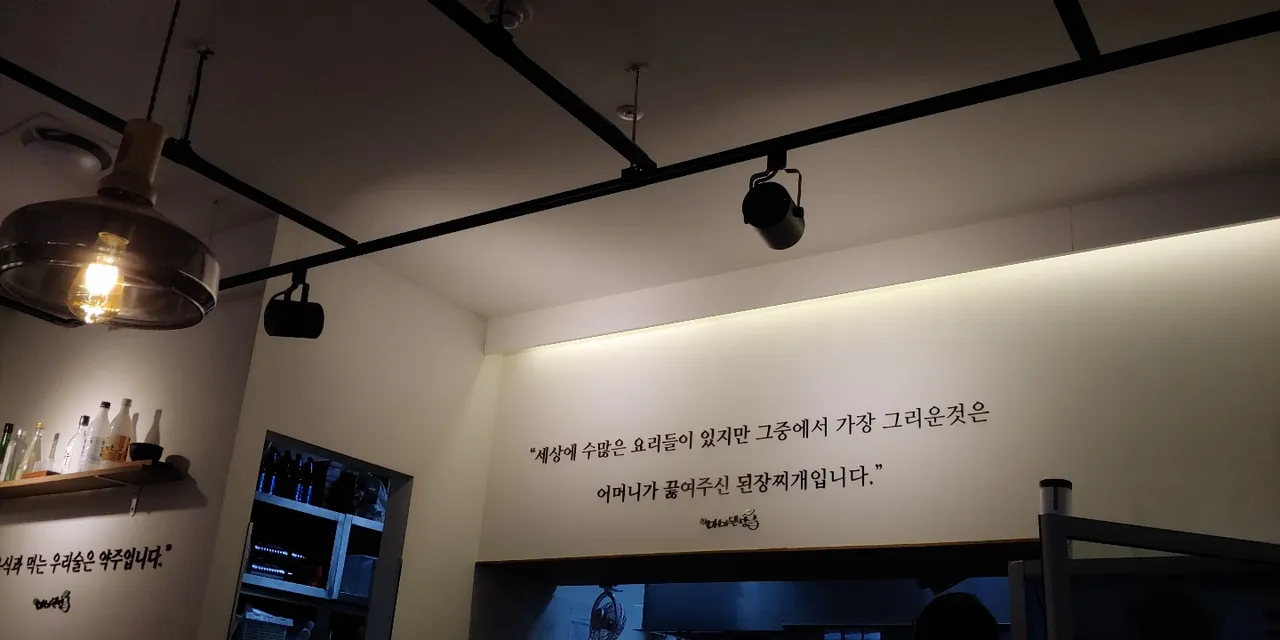 “세상에 수많은 요리들이 있지만 그중에서 가장 그리운것은
어머니가 끓여주신 된장찌개입니다.”
먹는 우리술은 약주입니다.”